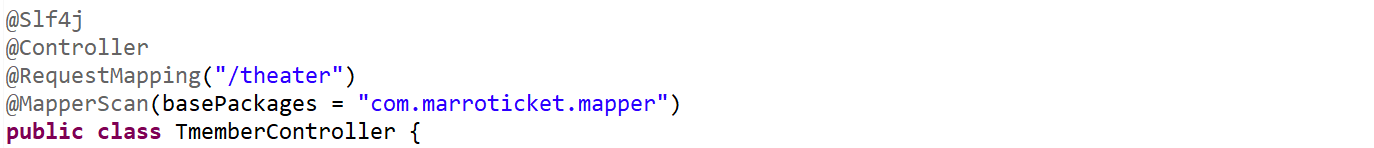 @Slf4j
@Controller
@RequestMapping("/theater")
@MapperScan(basePackages = "com.marroticket.mapper")
public class TmemberController {